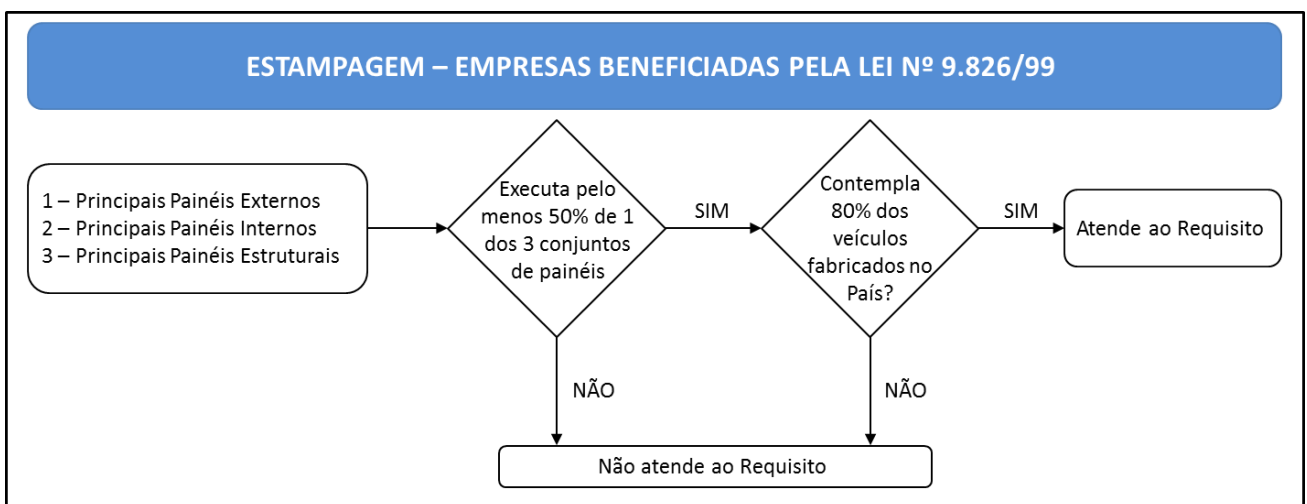 ESTAMPAGEM – EMPRESAS BENEFICIADAS PELA LEI Nº 9.826/99
1 – Principais Painéis Externos
2 – Principais Painéis Internos
3 – Principais Painéis Estruturais
Executa pelo
menos 50% de 1
dos 3 conjuntos
de painéis
SIM
Contempla
80% dos
veículos
fabricados no
País?
SIM
Atende ao Requisito
NÃO
NÃO
Não atende ao Requisito